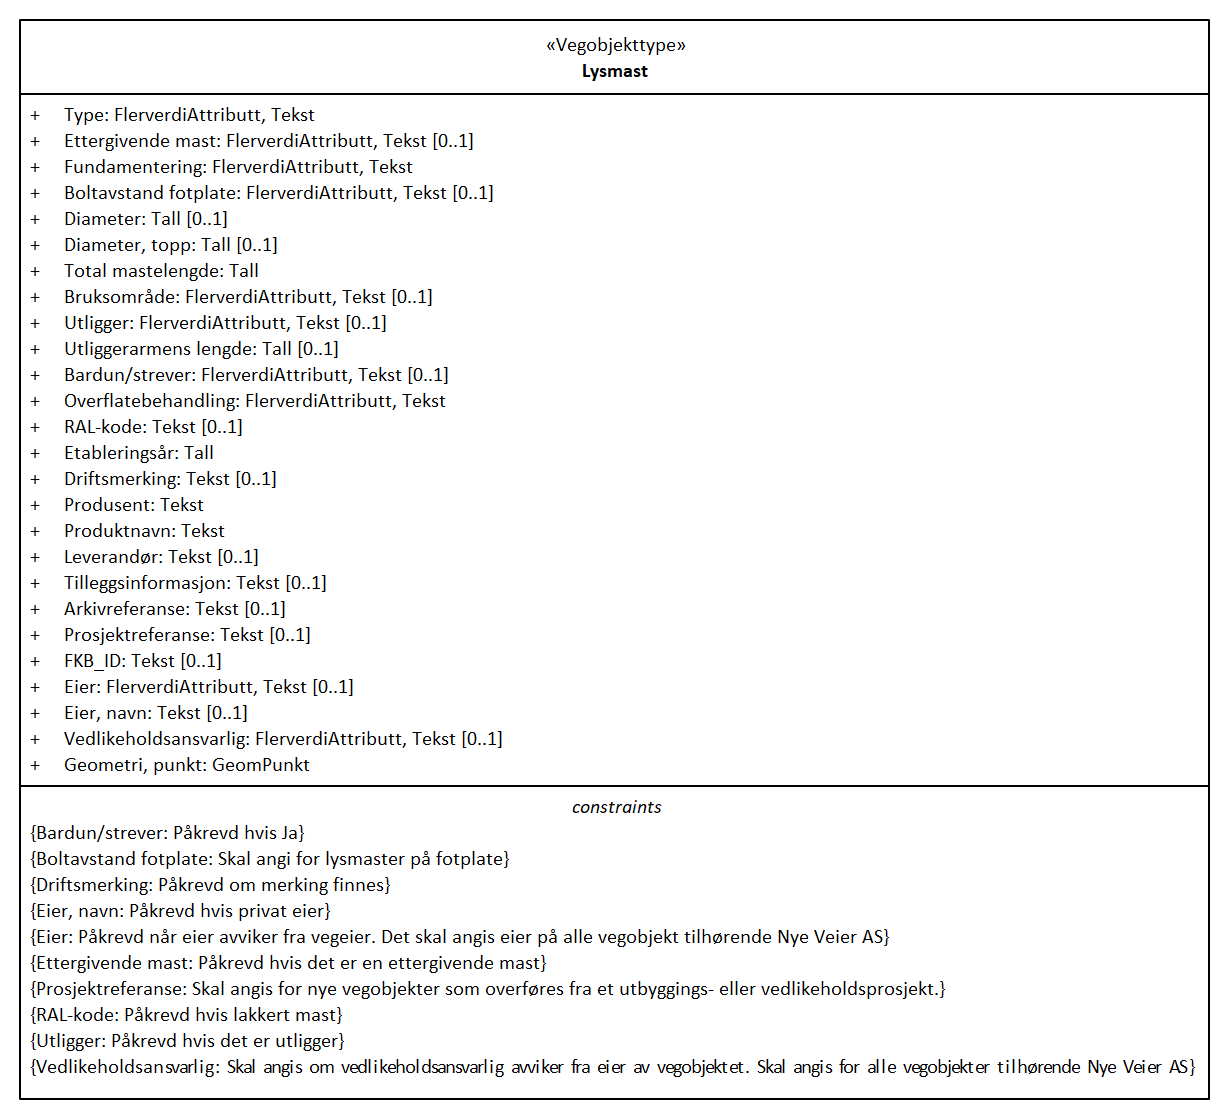 «Vegobjekttype»
Lysmast
+ Type: FlerverdiAttributt, Tekst
+ Ettergivende mast: FlerverdiAttributt, Tekst [0..1]
+ Fundamentering: FlerverdiAttributt, Tekst
+ Boltavstand fotplate: FlerverdiAttributt, Tekst [0..1]
+ Diameter: Tall [0..1]
+ Diameter, topp: Tall [0..1]
+ Total mastelengde: Tall
+ Bruksområde: FlerverdiAttributt, Tekst [0..1]
+ Utligger: FlerverdiAttributt, Tekst [0..1]
+ Utliggerarmens lengde: Tall [0..1]
+ Bardun/strever: FlerverdiAttributt, Tekst [0..1]
+ Overflatebehandling: FlerverdiAttributt, Tekst
+ RAL-kode: Tekst [0..1]
+ Etableringsår: Tall
+ Driftsmerking: Tekst [0..1]
+ Produsent: Tekst
+ Produktnavn: Tekst
+ Leverandør: Tekst [0..1]
+ Tilleggsinformasjon: Tekst [0..1]
+ Arkivreferanse: Tekst [0..1]
+ Prosjektreferanse: Tekst [0..1]
+ FKB_ID: Tekst [0..1]
+ Eier: FlerverdiAttributt, Tekst [0..1]
+ Eier, navn: Tekst [0..1]
+ Vedlikeholdsansvarlig: FlerverdiAttributt, Tekst [0..1]
+ Geometri, punkt: GeomPunkt
constraints
{Bardun/strever: Påkrevd hvis Ja}
{Boltavstand fotplate: Skal angi for lysmaster på fotplate}
{Driftsmerking: Påkrevd om merking finnes}
{Eier, navn: Påkrevd hvis privat eier}
{Eier: Påkrevd når eier avviker fra vegeier. Det skal angis eier på alle vegobjekt tilhørende Nye Veier AS}
{Ettergivende mast: Påkrevd hvis det er en ettergivende mast}
{Prosjektreferanse: Skal angis for nye vegobjekter som overføres fra et utbyggings- eller vedlikeholdsprosjekt.}
{RAL-kode: Påkrevd hvis lakkert mast}
{Utligger: Påkrevd hvis det er utligger}
{Vedlikeholdsansvarlig: Skal angis om vedlikeholdsansvarlig avviker fra eier av vegobjektet. Skal angis for alle vegobjekter tilhørende Nye Veier AS}